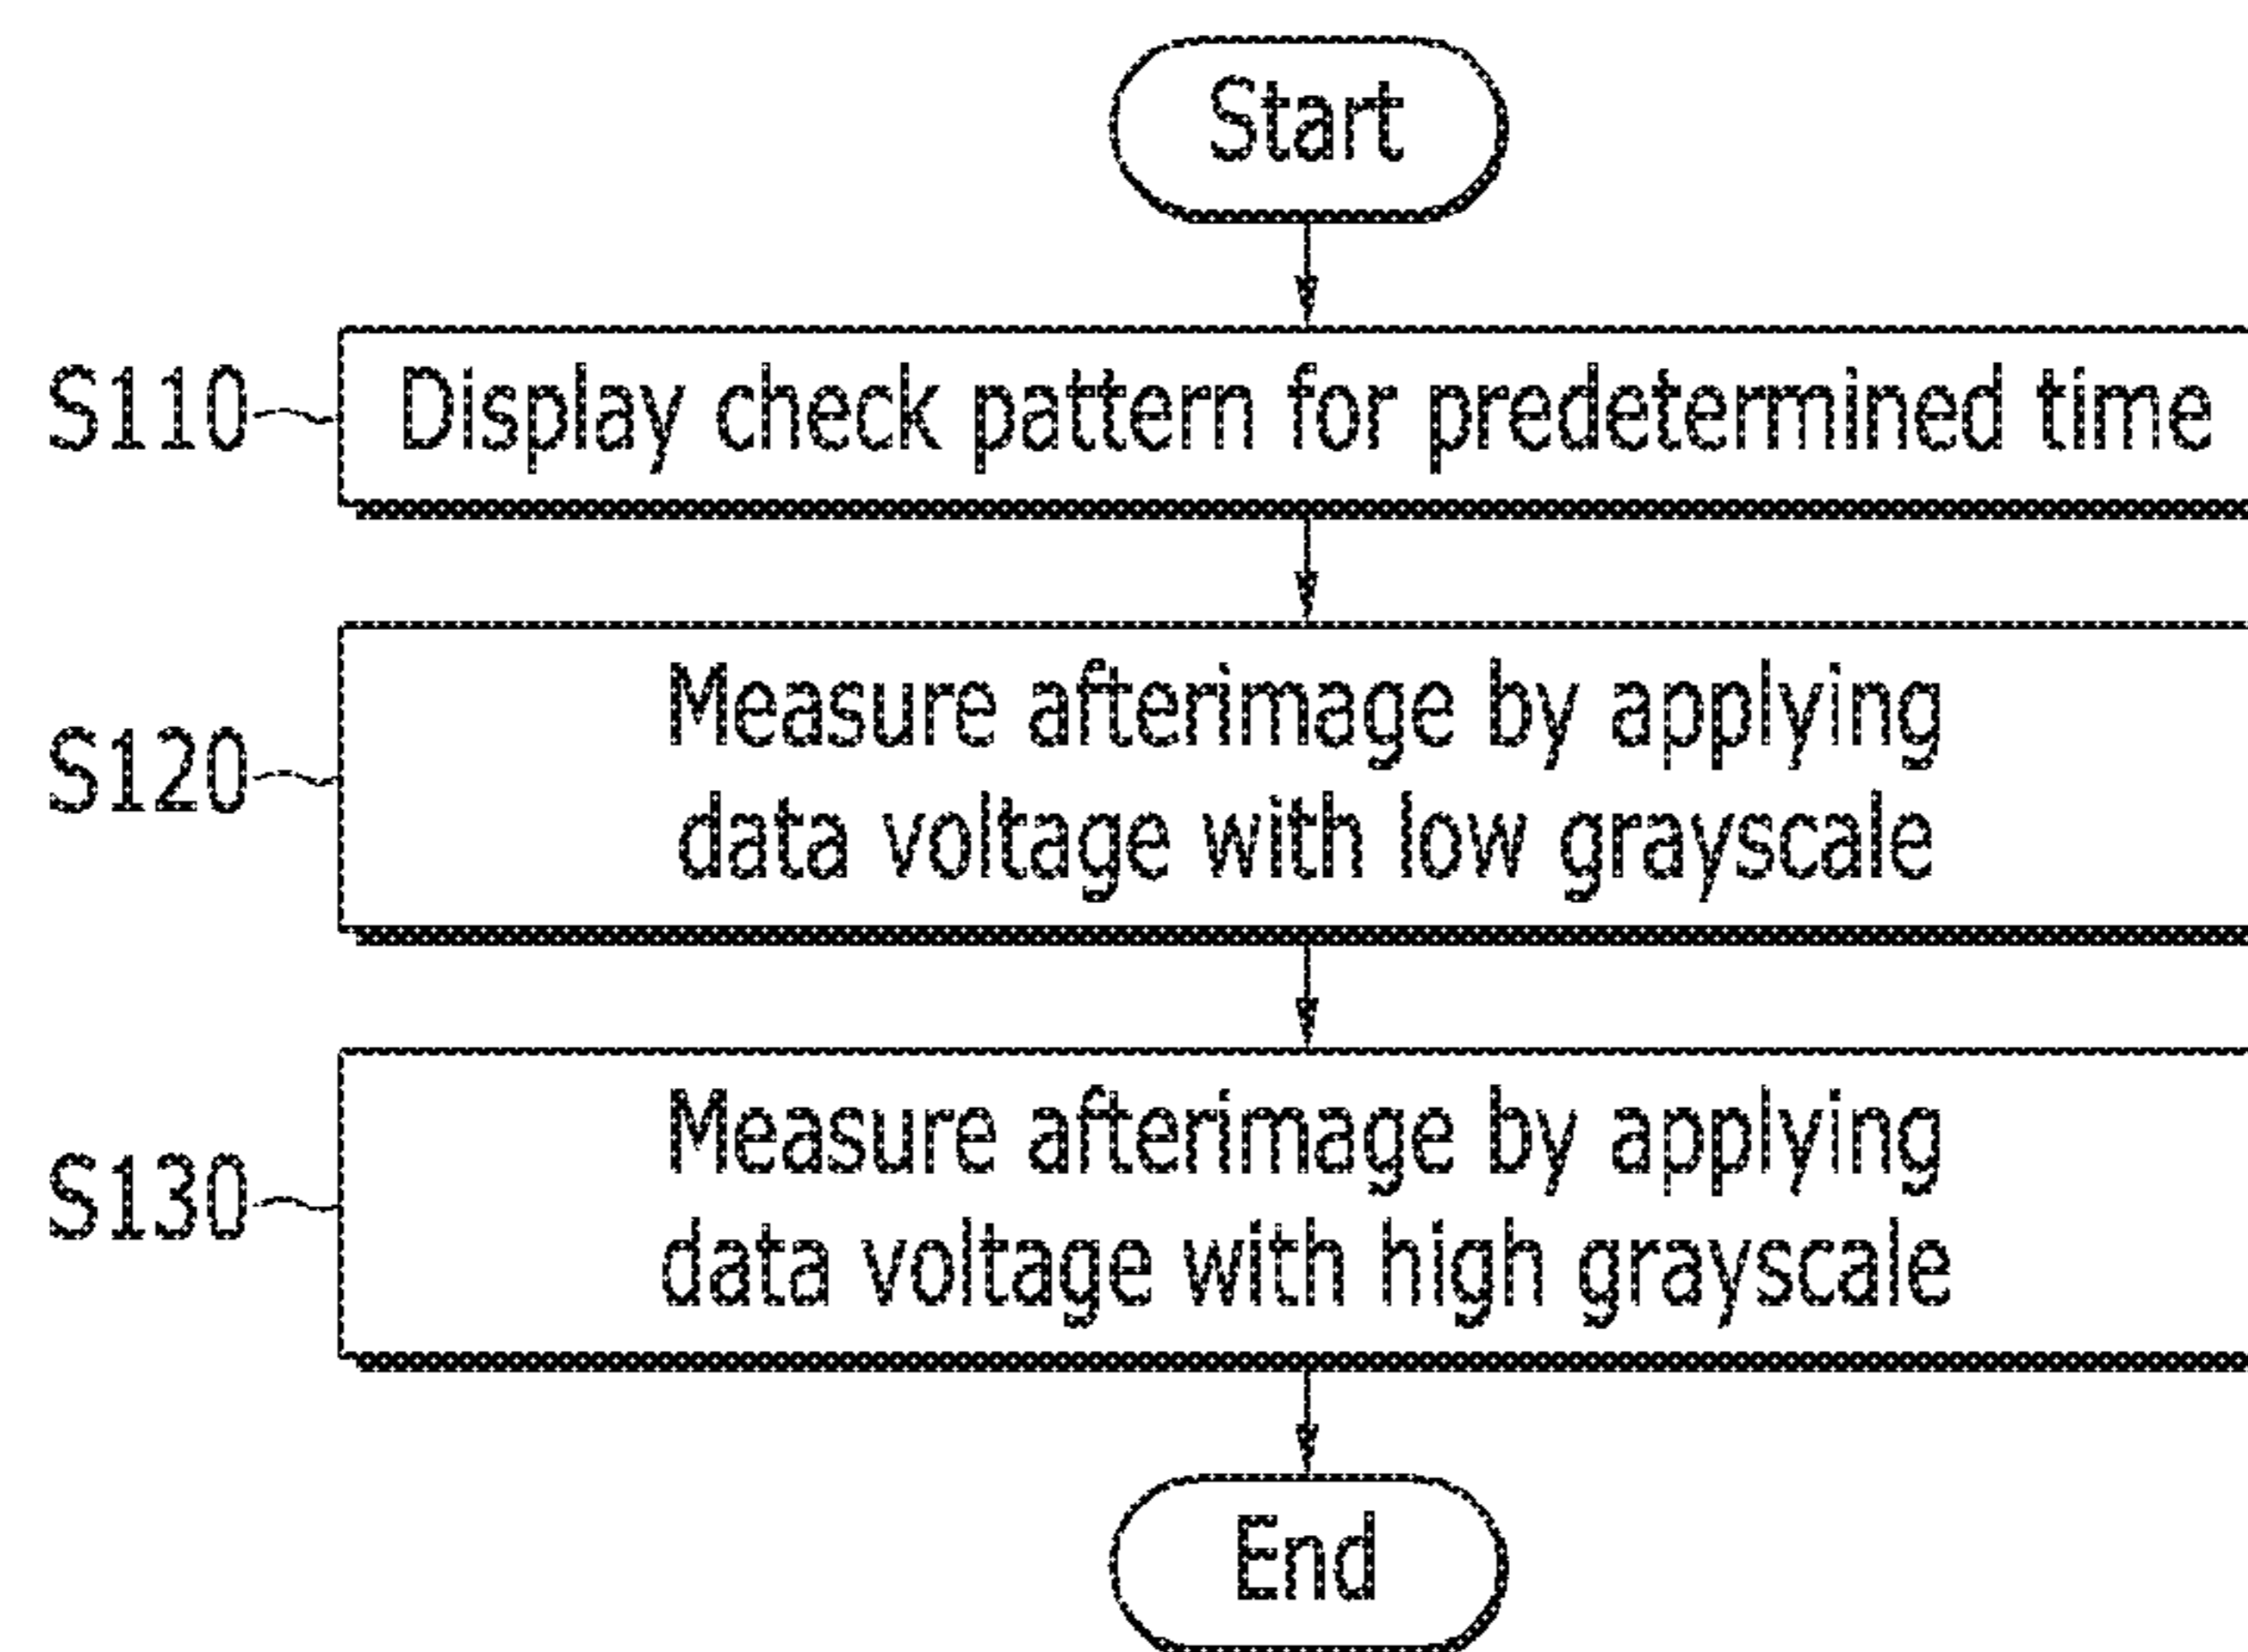 Start
S110
Display check pattern for predetermined time
S120
Measure afterimage by applying
data voltage with low grayscale
S130
Measure afterimage by applying
data voltage with high grayscale
End